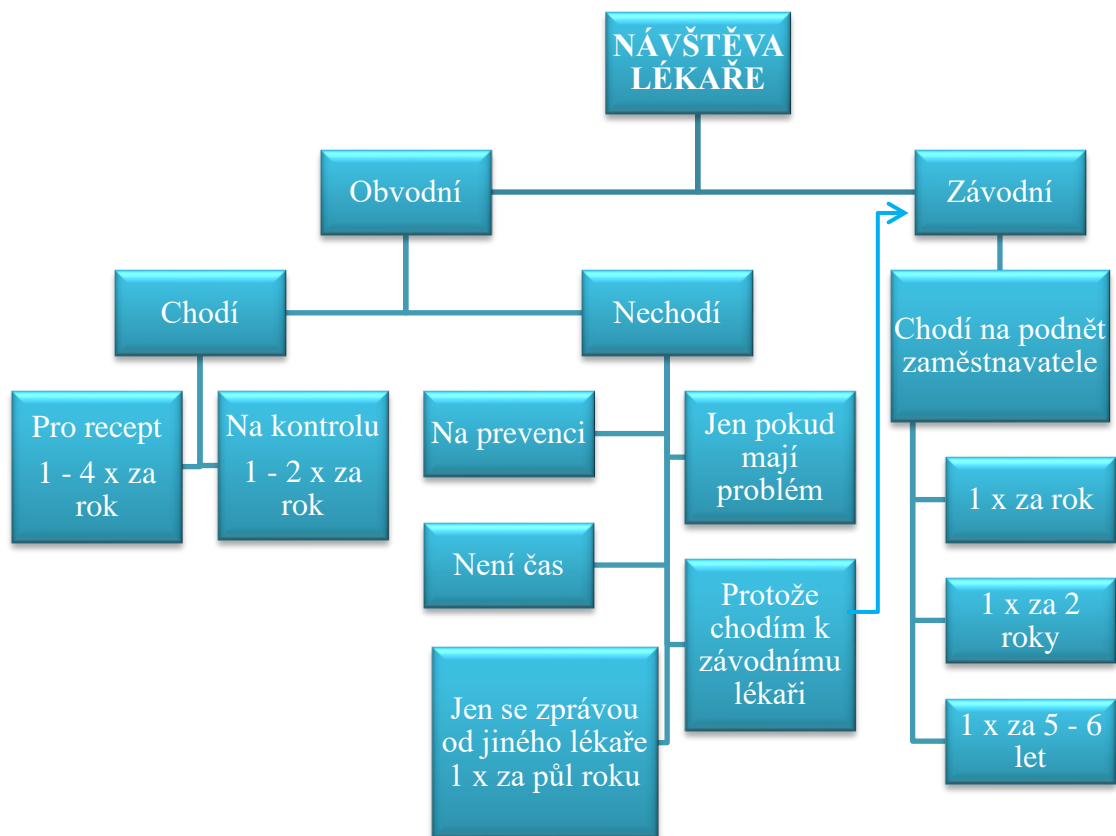 NÁVŠTĚVA
LÉKAŘE
Obvodní
Závodní
Chodí
Nechodí
Chodí na podnět
zaměstnavatele
Pro recept
1 - 4 x za
rok
Na kontrolu
1 - 2 x za
rok
Na prevenci
Jen pokud
mají
problém
1 x za rok
Není čas
Protože
chodím k
závodnímu
lékaři
1 x za 2
roky
Jen se zprávou
od jiného lékaře
1 x za půl roku
1 x za 5 - 6
let